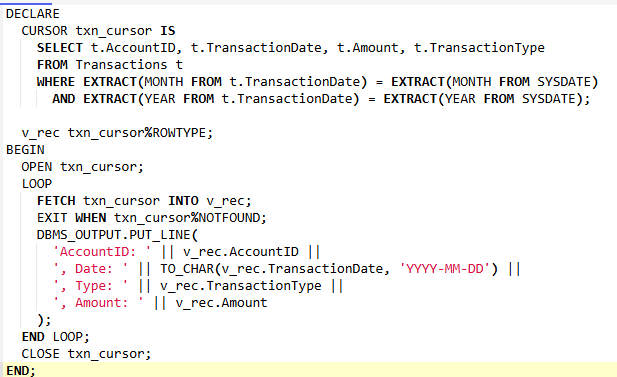 DECLARE
  CURSOR txn_cursor IS
    SELECT t.AccountID, t.TransactionDate, t.Amount, t.TransactionType
    FROM Transactions t
    WHERE EXTRACT(MONTH FROM t.TransactionDate) = EXTRACT(MONTH FROM SYSDATE)
      AND EXTRACT(YEAR FROM t.TransactionDate) = EXTRACT(YEAR FROM SYSDATE);

  v_rec txn_cursor%ROWTYPE;
BEGIN
  OPEN txn_cursor;
  LOOP
    FETCH txn_cursor INTO v_rec;
    EXIT WHEN txn_cursor%NOTFOUND;
    DBMS_OUTPUT.PUT_LINE(
      'AccountID: ' || v_rec.AccountID ||
      ', Date: ' || TO_CHAR(v_rec.TransactionDate, 'YYYY-MM-DD') ||
      ', Type: ' || v_rec.TransactionType ||
      ', Amount: ' || v_rec.Amount
    );
  END LOOP;
  CLOSE txn_cursor;
END;